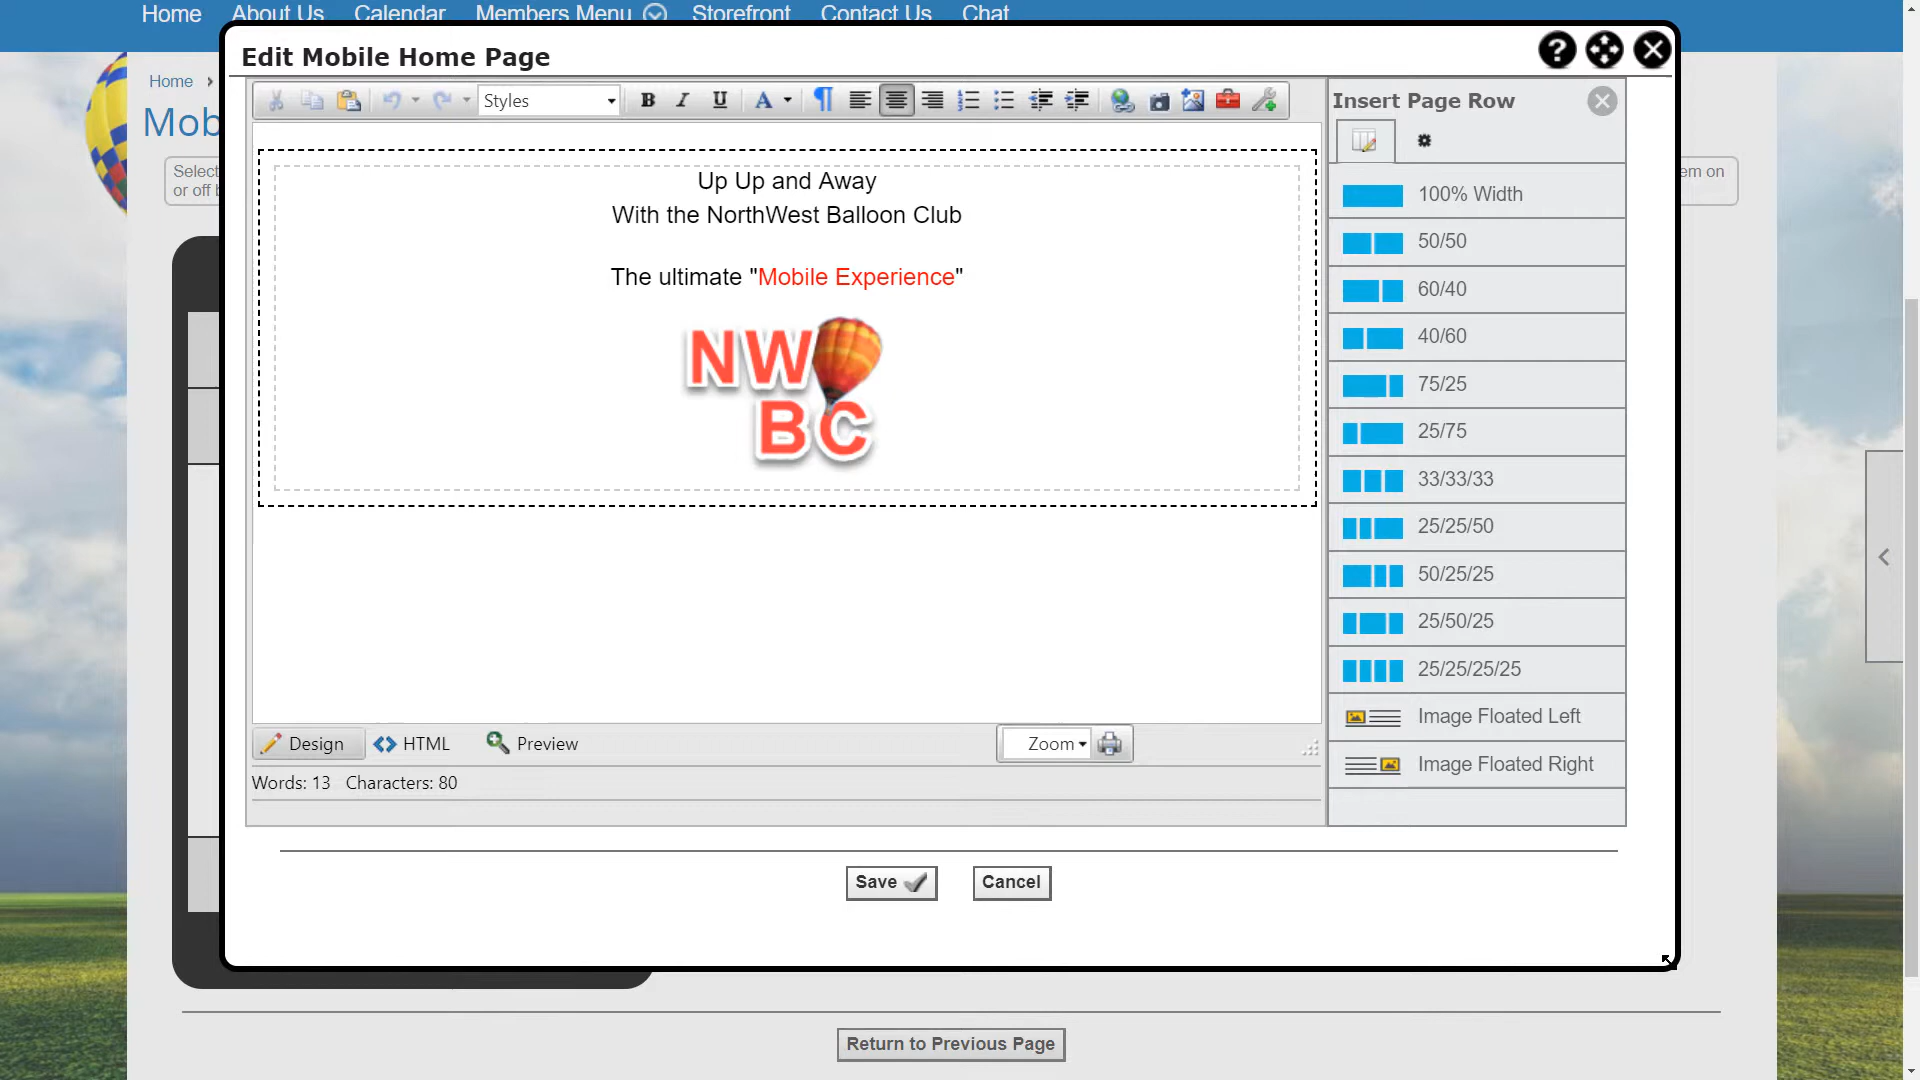 Home About Us Calendar Members Menu Storefront Contact Us Chat
Home
Mob
Select
or off b
em on
Edit Mobile Home Page
Styles
B I U A
Insert Page Row
Up Up and Away
With the NorthWest Balloon Club
The ultimate "Mobile Experience"
NW
BC
100% Width
50/50
60/40
40/60
75/25
25/75
33/33/33
25/25/50
50/25/25
25/50/25
25/25/25/25
Image Floated Left
Image Floated Right
Design HTML Preview Zoom
Words: 13 Characters: 80
Save Cancel
Return to Previous Page